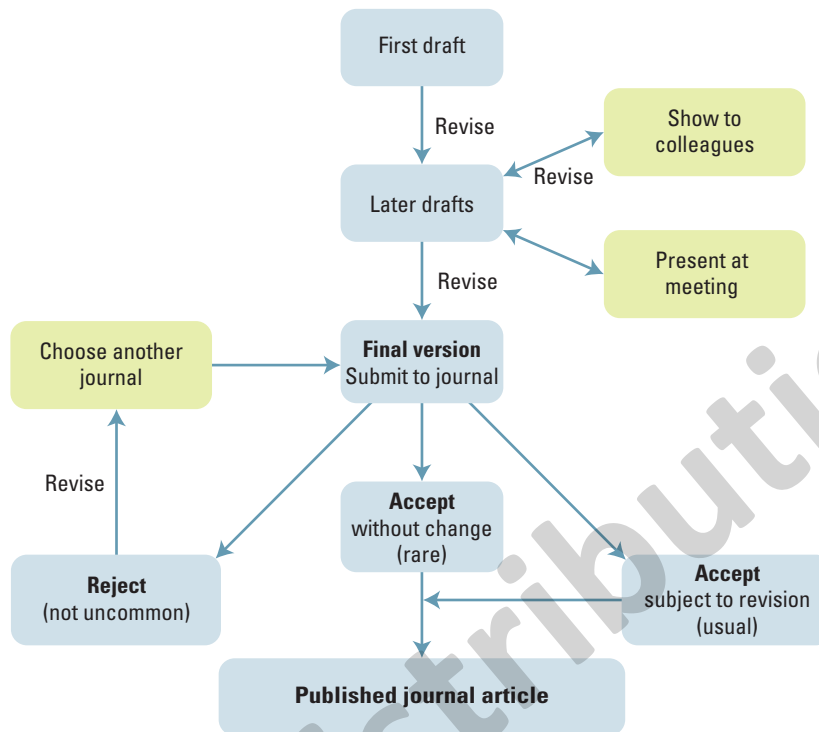 First draft
Revise
Show to
colleagues
Revise
Later drafts
Present at
meeting
Revise
Choose another
journal
Final version
Submit to journal
Revise
Accept
without change
(rare)
Reject
(not uncommon)
Accept
subject to revision
(usual)
Published journal article
istributio